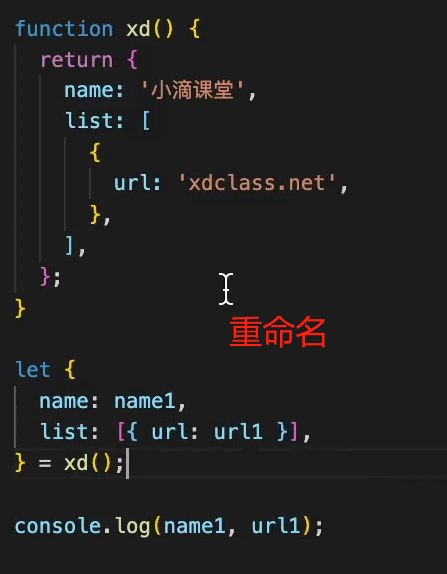 function xd() {
return {
name: '小滴课堂',
list: [
{
url: 'xdclass.net',
},
],
};
}
重命名
let {
name: name1,
list: [{ url: url1 }],
} = xd();
console.log(name1, url1);